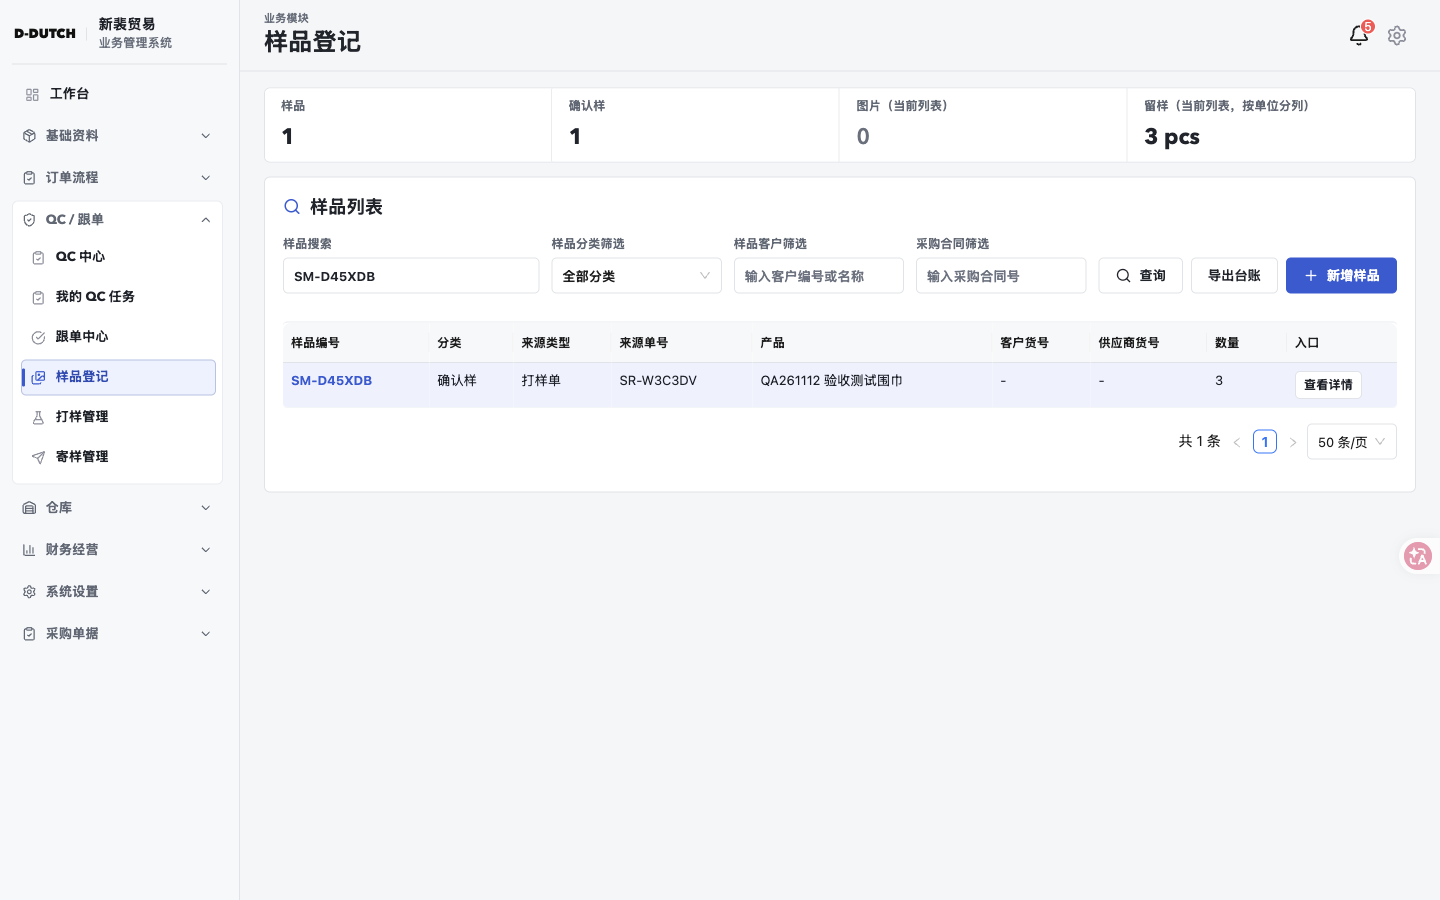 D-DUTCH
新裴贸易
业务管理系统
工作台
基础资料
订单流程
QC / 跟单
QC 中心
我的 QC 任务
跟单中心
样品登记
打样管理
寄样管理
仓库
财务经营
系统设置
采购单据
业务模块
样品登记
5
样品
1
确认样
1
图片（当前列表）
0
留样（当前列表，按单位分列）
3 pcs
样品列表
样品搜索 样品分类筛选 样品客户筛选 采购合同筛选
SM-D45XDB 全部分类 输入客户编号或名称 输入采购合同号 查询 导出台账 新增样品
样品编号 分类 来源类型 来源单号 产品 客户货号 供应商货号 数量 入口
SM-D45XDB 确认样 打样单 SR-W3C3DV QA261112 验收测试围巾 - - 3 查看详情
共 1 条 1 50 条/页